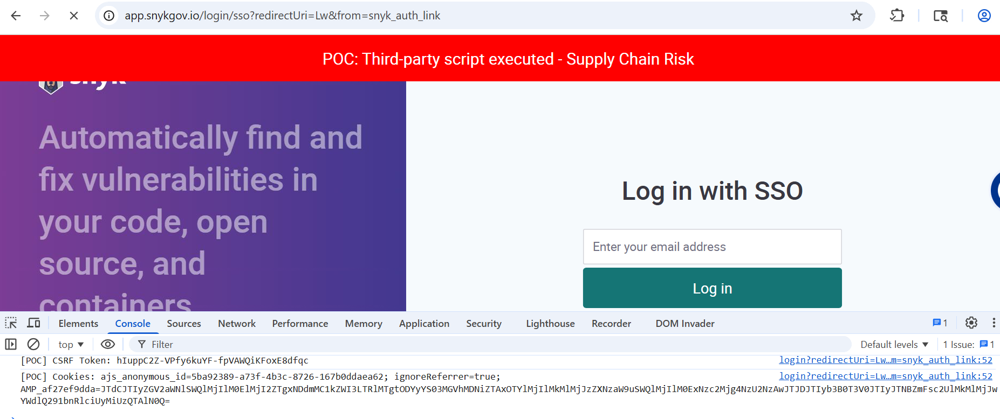 app.snykgov.io/login/sso?redirectUri=Lw&from=snyk_auth_link
POC: Third-party script executed - Supply Chain Risk
snyk
Automatically find and
fix vulnerabilities in
your code, open
source, and
containers
Log in with SSO
Enter your email address
Log in
Elements Console Sources Network Performance Memory Application Security Lighthouse Recorder DOM Invader 1
top Filter Default levels 1 Issue: 1
[POC] CSRF Token: hIuppC2Z-VPfy6kuYF-fpVAWQiKFoxE8dfqc login?redirectUri=Lw…m=snyk_auth_link:52
[POC] Cookies: ajs_anonymous_id=5ba92389-a73f-4b3c-8726-167b0ddaea62; ignoreReferrer=true; login?redirectUri=Lw…m=snyk_auth_link:52
AMP_af27ef9dda=JTdCJTIyZGV2aWNlSWQlMjIlM0ElMjI2ZTgxNDdmMC1kZWI3LTRlMTgtODYyYS03MGVhMDNiZTAxOTYlMjIlMkMlMjJzZXNzaW9uSWQlMjIlM0ExNzc2Mjg4NzU2NzAwJTJDJTIyb3B0T3V0JTIyJTNBZmFsc2UlMkMlMjJw
YWdlQ291bnRlciUyMiUzQTAlN0Q=